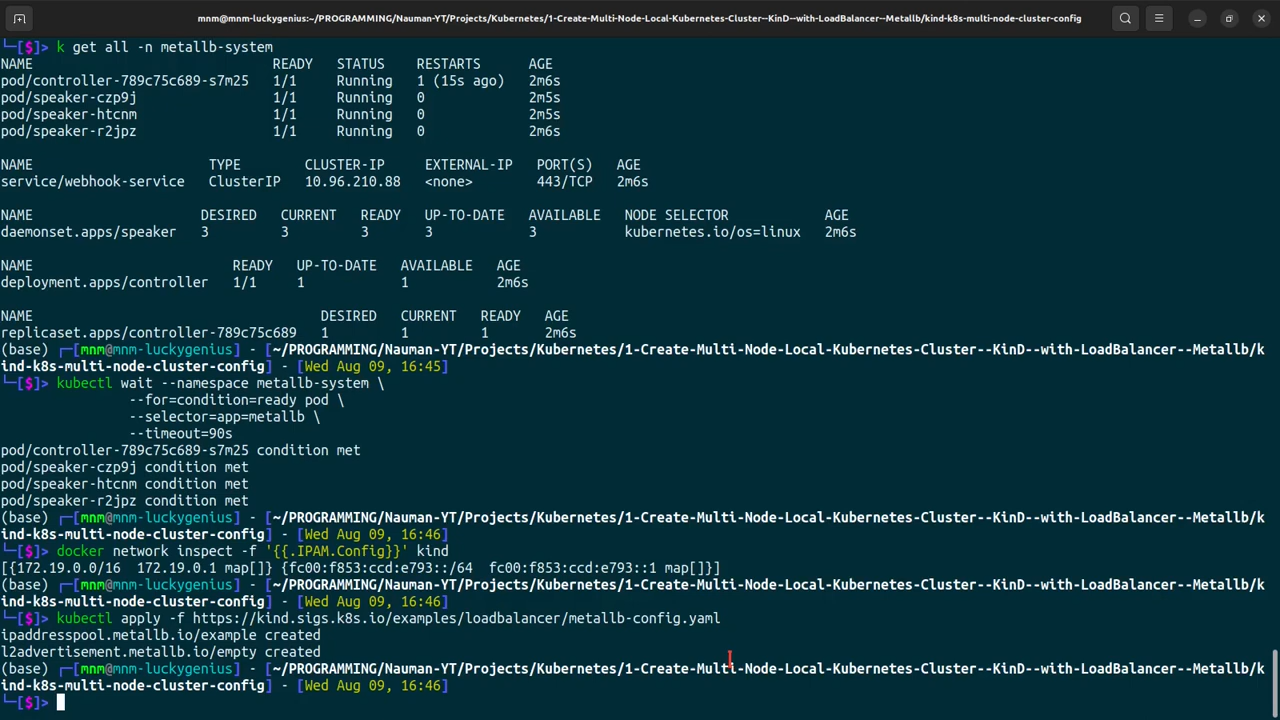 mnm@mnm-luckygenius:~/PROGRAMMING/Nauman-YT/Projects/Kubernetes/1-Create-Multi-Node-Local-Kubernetes-Cluster--KinD--with-LoadBalancer--Metallb/kind-k8s-multi-node-cluster-config
└─[$]> k get all -n metallb-system
NAME READY STATUS RESTARTS AGE
pod/controller-789c75c689-s7m25 1/1 Running 1 (15s ago) 2m6s
pod/speaker-czp9j 1/1 Running 0 2m5s
pod/speaker-htcnm 1/1 Running 0 2m5s
pod/speaker-r2jpz 1/1 Running 0 2m6s
NAME TYPE CLUSTER-IP EXTERNAL-IP PORT(S) AGE
service/webhook-service ClusterIP 10.96.210.88 <none> 443/TCP 2m6s
NAME DESIRED CURRENT READY UP-TO-DATE AVAILABLE NODE SELECTOR AGE
daemonset.apps/speaker 3 3 3 3 3 kubernetes.io/os=linux 2m6s
NAME READY UP-TO-DATE AVAILABLE AGE
deployment.apps/controller 1/1 1 1 2m6s
NAME DESIRED CURRENT READY AGE
replicaset.apps/controller-789c75c689 1 1 1 2m6s
(base) ┌─[mnm@mnm-luckygenius] - [~/PROGRAMMING/Nauman-YT/Projects/Kubernetes/1-Create-Multi-Node-Local-Kubernetes-Cluster--KinD--with-LoadBalancer--Metallb/k
ind-k8s-multi-node-cluster-config] - [Wed Aug 09, 16:45]
└─[$]> kubectl wait --namespace metallb-system \
--for=condition=ready pod \
--selector=app=metallb \
--timeout=90s
pod/controller-789c75c689-s7m25 condition met
pod/speaker-czp9j condition met
pod/speaker-htcnm condition met
pod/speaker-r2jpz condition met
(base) ┌─[mnm@mnm-luckygenius] - [~/PROGRAMMING/Nauman-YT/Projects/Kubernetes/1-Create-Multi-Node-Local-Kubernetes-Cluster--KinD--with-LoadBalancer--Metallb/k
ind-k8s-multi-node-cluster-config] - [Wed Aug 09, 16:46]
└─[$]> docker network inspect -f '{{.IPAM.Config}}' kind
[{172.19.0.0/16  172.19.0.1 map[]} {fc00:f853:ccd:e793::/64  fc00:f853:ccd:e793::1 map[]}]
(base) ┌─[mnm@mnm-luckygenius] - [~/PROGRAMMING/Nauman-YT/Projects/Kubernetes/1-Create-Multi-Node-Local-Kubernetes-Cluster--KinD--with-LoadBalancer--Metallb/k
ind-k8s-multi-node-cluster-config] - [Wed Aug 09, 16:46]
└─[$]> kubectl apply -f https://kind.sigs.k8s.io/examples/loadbalancer/metallb-config.yaml
ipaddresspool.metallb.io/example created
l2advertisement.metallb.io/empty created
(base) ┌─[mnm@mnm-luckygenius] - [~/PROGRAMMING/Nauman-YT/Projects/Kubernetes/1-Create-Multi-Node-Local-Kubernetes-Cluster--KinD--with-LoadBalancer--Metallb/k
ind-k8s-multi-node-cluster-config] - [Wed Aug 09, 16:46]
└─[$]>